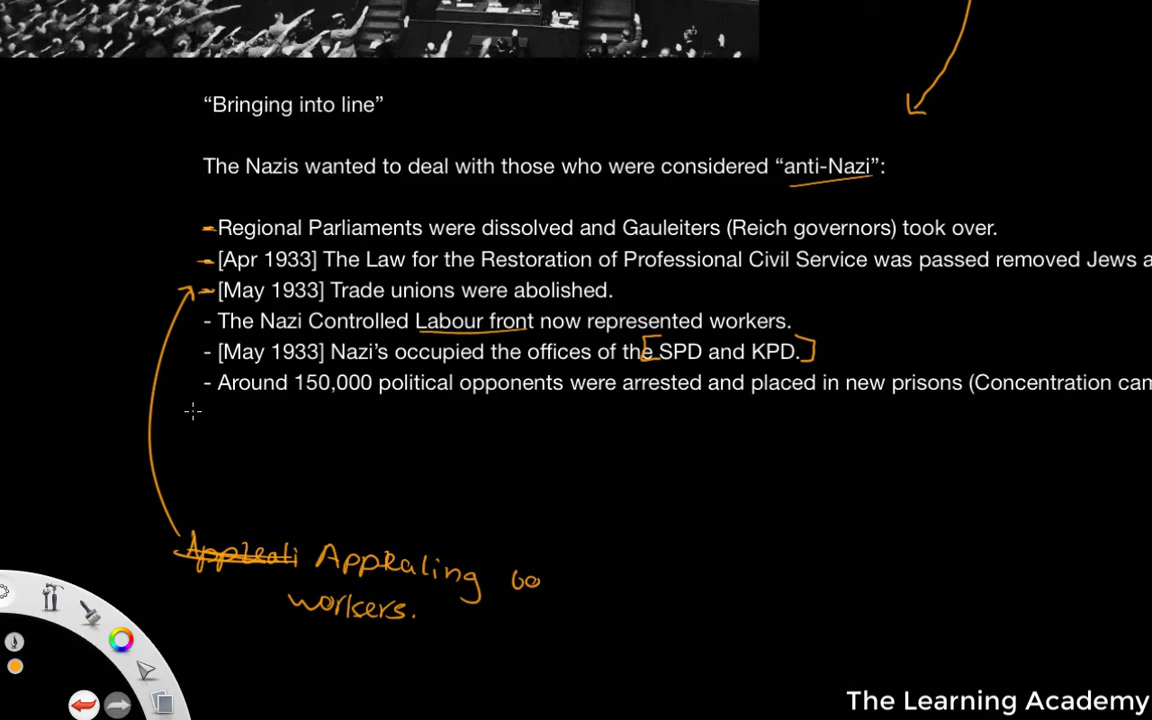 “Bringing into line”
The Nazis wanted to deal with those who were considered “anti-Nazi”:
- Regional Parliaments were dissolved and Gauleiters (Reich governors) took over.
- [Apr 1933] The Law for the Restoration of Professional Civil Service was passed removed Jews a
- [May 1933] Trade unions were abolished.
- The Nazi Controlled Labour front now represented workers.
- [May 1933] Nazi’s occupied the offices of the SPD and KPD.
- Around 150,000 political opponents were arrested and placed in new prisons (Concentration cam
Appealing
workers.
The Learning Academy